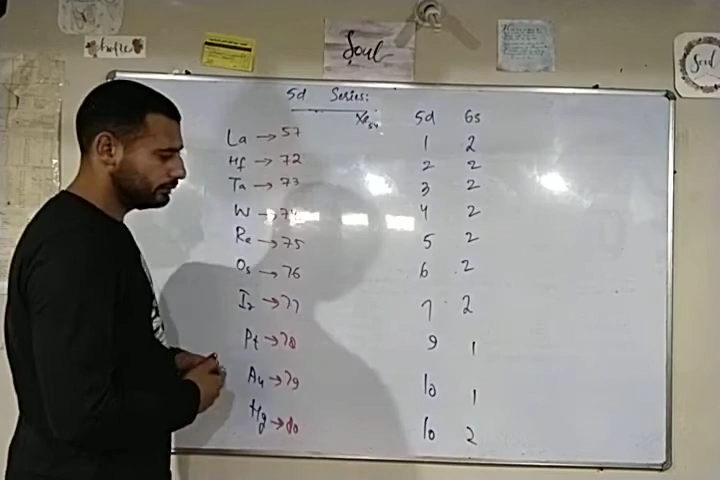 Soul
Soul
5d Series:
Xe54 5d 6s
La → 57 1 2
Hf → 72 2 2
Ta → 73 3 2
W → 74 4 2
Re → 75 5 2
Os → 76 6 2
Ir → 77 7 2
Pt → 78 9 1
Au → 79 10 1
Hg → 80 10 2